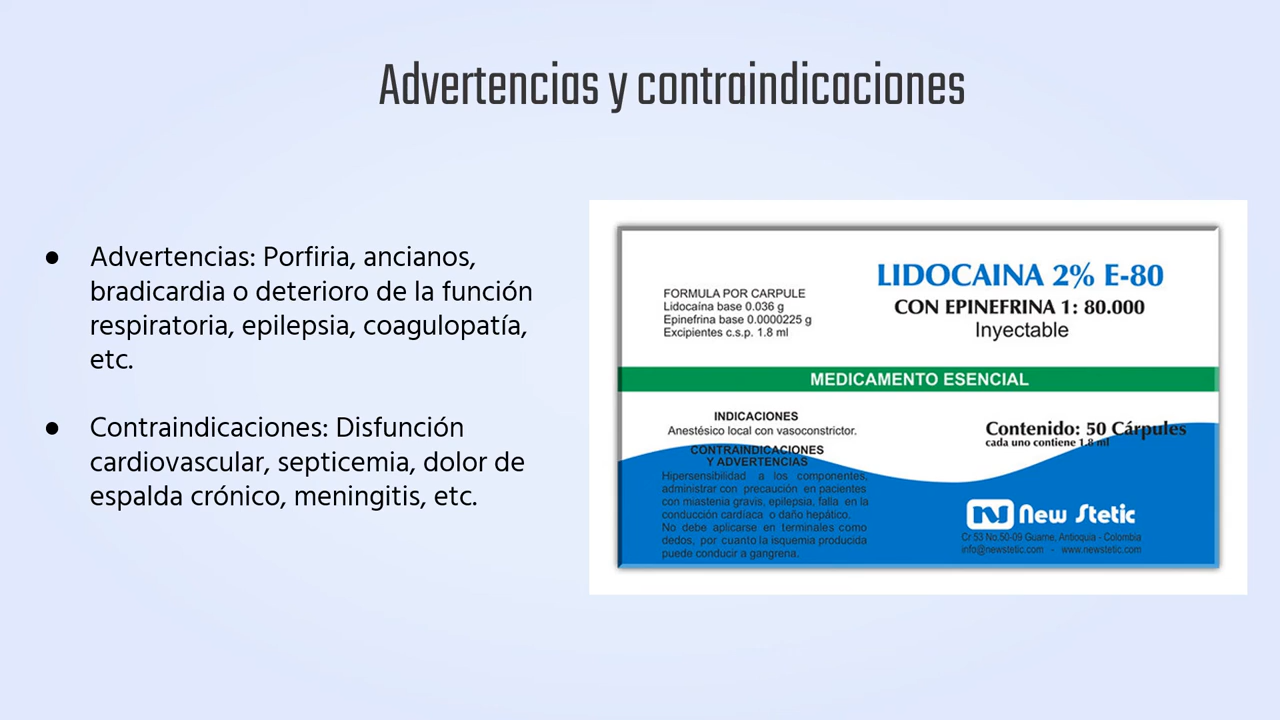 Advertencias y contraindicaciones
● Advertencias: Porfiria, ancianos,
bradicardia o deterioro de la función
respiratoria, epilepsia, coagulopatía,
etc.
● Contraindicaciones: Disfunción
cardiovascular, septicemia, dolor de
espalda crónico, meningitis, etc.
FORMULA POR CARPULE
Lidocaína base 0.036 g
Epinefrina base 0.0000225 g
Excipientes c.s.p. 1.8 ml
LIDOCAINA 2% E-80
CON EPINEFRINA 1: 80.000
Inyectable
MEDICAMENTO ESENCIAL
INDICACIONES
Anestésico local con vasoconstrictor.
CONTRAINDICACIONES
Y ADVERTENCIAS
Hipersensibilidad a los componentes,
administrar con precaución en pacientes
con miastenia gravis, epilepsia, falla en la
conducción cardíaca o daño hepático.
No debe aplicarse en terminales como
dedos, por cuanto la isquemia producida
puede conducir a gangrena.
Contenido: 50 Cárpules
cada uno contiene 1.8 ml
New Stetic
Cr 53 No.50-09 Guarne, Antioquia - Colombia
info@newstetic.com - www.newstetic.com